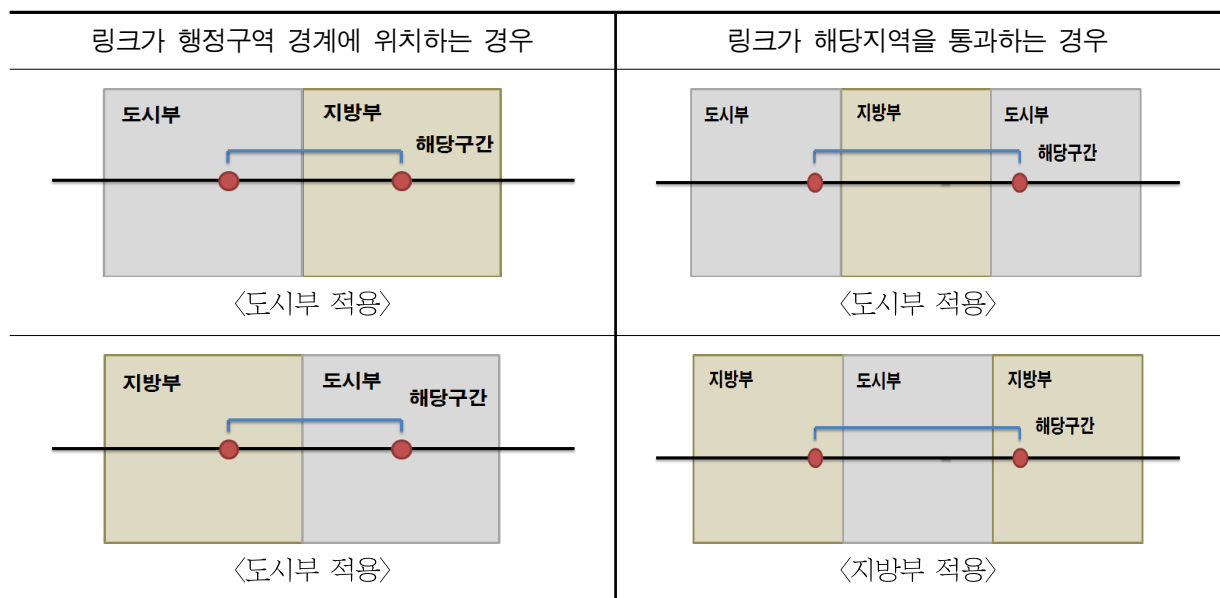 링크가 행정구역 경계에 위치하는 경우
링크가 해당지역을 통과하는 경우
도시부
지방부
해당구간
〈도시부 적용〉
도시부
지방부
도시부
해당구간
〈도시부 적용〉
지방부
도시부
해당구간
〈도시부 적용〉
지방부
도시부
지방부
해당구간
〈지방부 적용〉